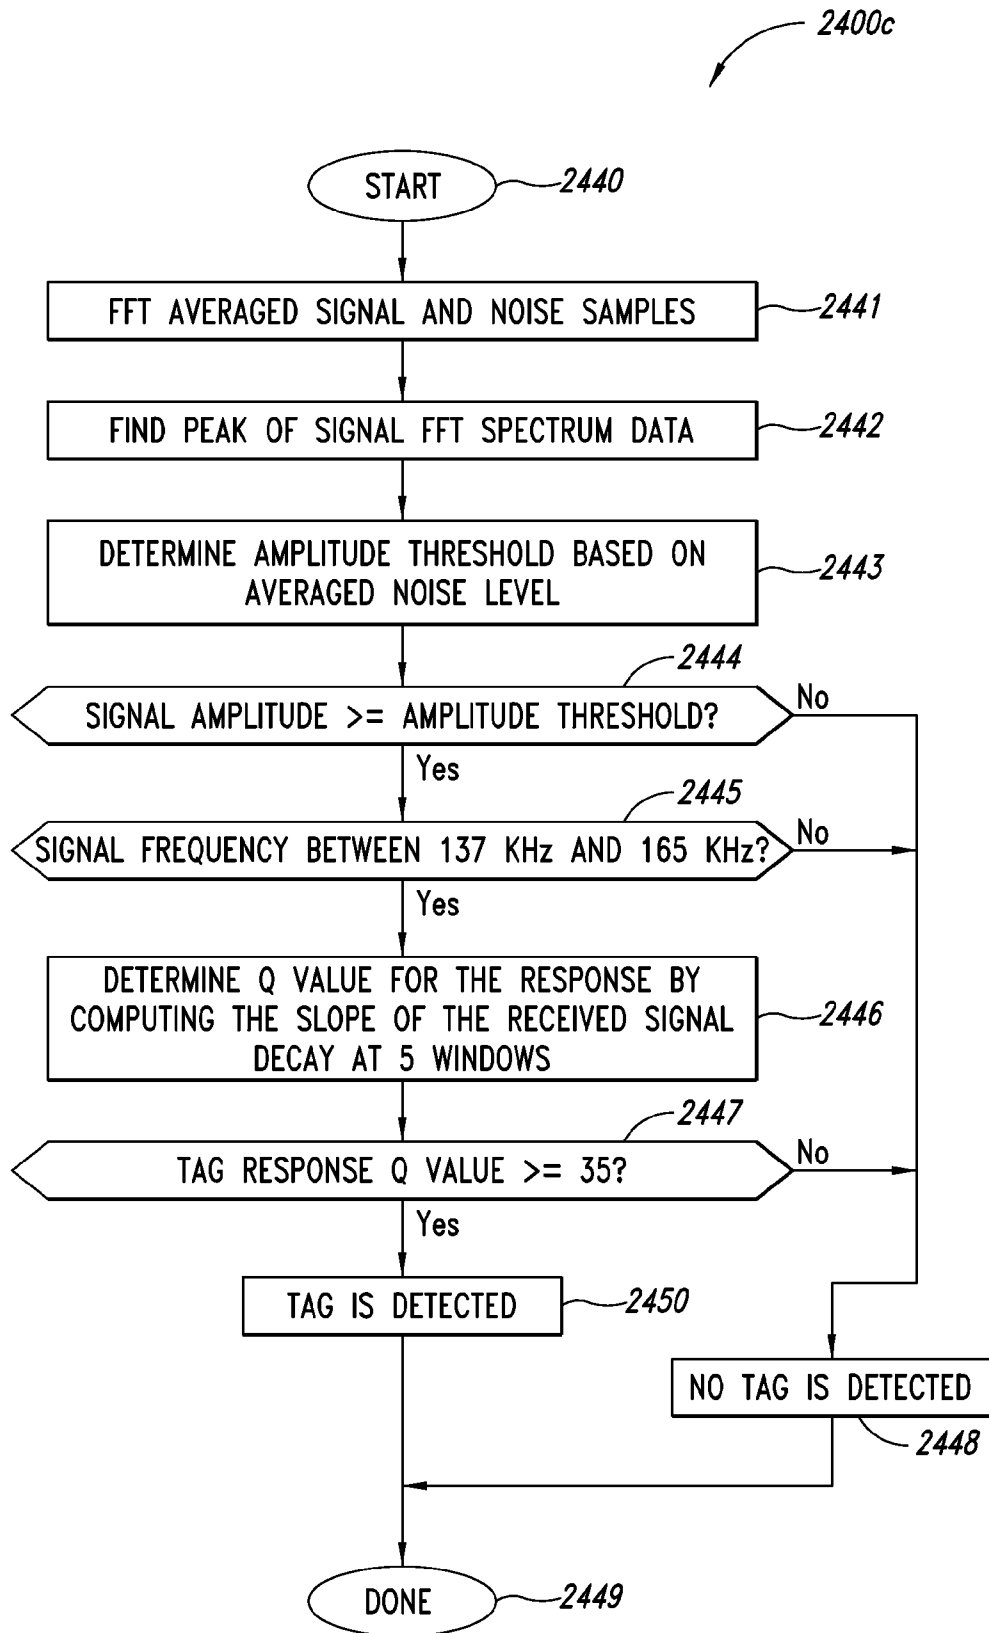 2400c
START
2440
FFT AVERAGED SIGNAL AND NOISE SAMPLES
2441
FIND PEAK OF SIGNAL FFT SPECTRUM DATA
2442
DETERMINE AMPLITUDE THRESHOLD BASED ON
AVERAGED NOISE LEVEL
2443
2444
SIGNAL AMPLITUDE >= AMPLITUDE THRESHOLD?
No
Yes
2445
SIGNAL FREQUENCY BETWEEN 137 KHz AND 165 KHz?
No
Yes
DETERMINE Q VALUE FOR THE RESPONSE BY
COMPUTING THE SLOPE OF THE RECEIVED SIGNAL
DECAY AT 5 WINDOWS
2446
2447
TAG RESPONSE Q VALUE >= 35?
No
Yes
TAG IS DETECTED
2450
NO TAG IS DETECTED
2448
DONE
2449